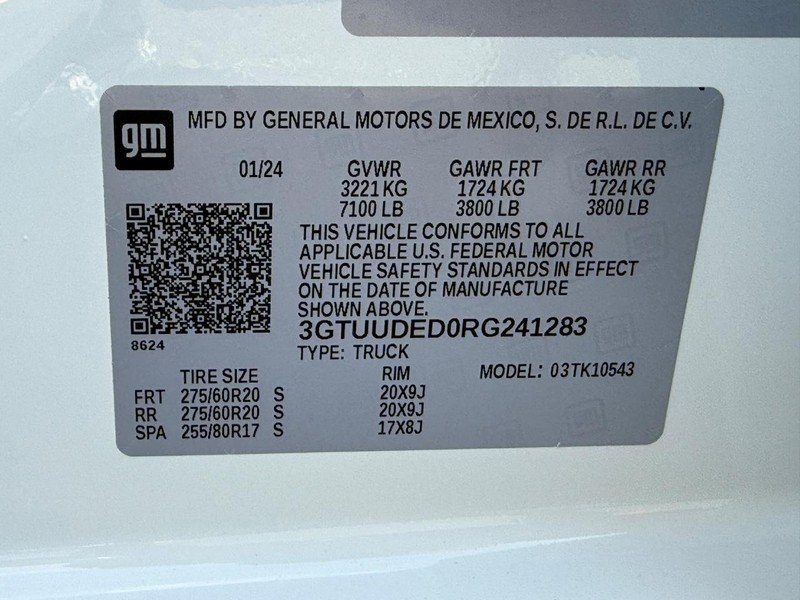 gm MFD BY GENERAL MOTORS DE MEXICO, S. DE R.L. DE C.V.
01/24 GVWR GAWR FRT GAWR RR
3221 KG 1724 KG 1724 KG
7100 LB 3800 LB 3800 LB
THIS VEHICLE CONFORMS TO ALL
APPLICABLE U.S. FEDERAL MOTOR
VEHICLE SAFETY STANDARDS IN EFFECT
ON THE DATE OF MANUFACTURE
SHOWN ABOVE.
3GTUUDED0RG241283
8624
TYPE: TRUCK
TIRE SIZE RIM MODEL: 03TK10543
FRT 275/60R20 S 20X9J
RR 275/60R20 S 20X9J
SPA 255/80R17 S 17X8J